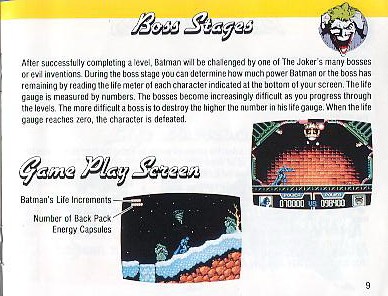 Boss Stages
After successfully completing a level, Batman will be challenged by one of The Joker's many bosses
or evil inventions. During the boss stage you can determine how much power Batman or the boss has
remaining by reading the life meter of each character indicated at the bottom of your screen. The life
gauge is measured by numbers. The bosses become increasingly difficult as you progress through
the levels. The more difficult a boss is to destroy the higher the number in his life gauge. When the life
gauge reaches zero, the character is defeated.
Game Play Screen
Batman's Life Increments
Number of Back Pack
Energy Capsules
070000 US 098400
9